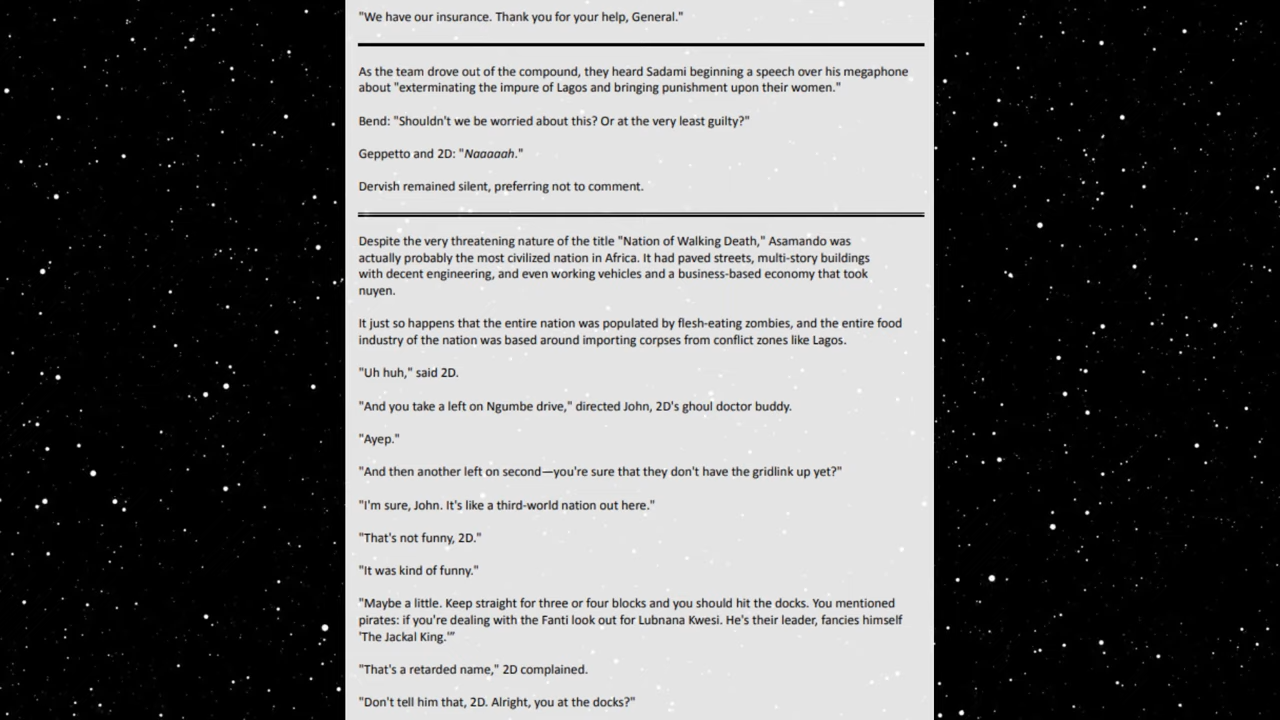 "We have our insurance. Thank you for your help, General."
As the team drove out of the compound, they heard Sadami beginning a speech over his megaphone
about "exterminating the impure of Lagos and bringing punishment upon their women."
Bend: "Shouldn't we be worried about this? Or at the very least guilty?"
Geppetto and 2D: "Naaaaah."
Dervish remained silent, preferring not to comment.
Despite the very threatening nature of the title "Nation of Walking Death," Asamando was
actually probably the most civilized nation in Africa. It had paved streets, multi-story buildings
with decent engineering, and even working vehicles and a business-based economy that took
nuyen.
It just so happens that the entire nation was populated by flesh-eating zombies, and the entire food
industry of the nation was based around importing corpses from conflict zones like Lagos.
"Uh huh," said 2D.
"And you take a left on Ngumbe drive," directed John, 2D's ghoul doctor buddy.
"Ayep."
"And then another left on second—you're sure that they don't have the gridlink up yet?"
"I'm sure, John. It's like a third-world nation out here."
"That's not funny, 2D."
"It was kind of funny."
"Maybe a little. Keep straight for three or four blocks and you should hit the docks. You mentioned
pirates: if you're dealing with the Fanti look out for Lubnana Kwesi. He's their leader, fancies himself
'The Jackal King.'"
"That's a retarded name," 2D complained.
"Don't tell him that, 2D. Alright, you at the docks?"